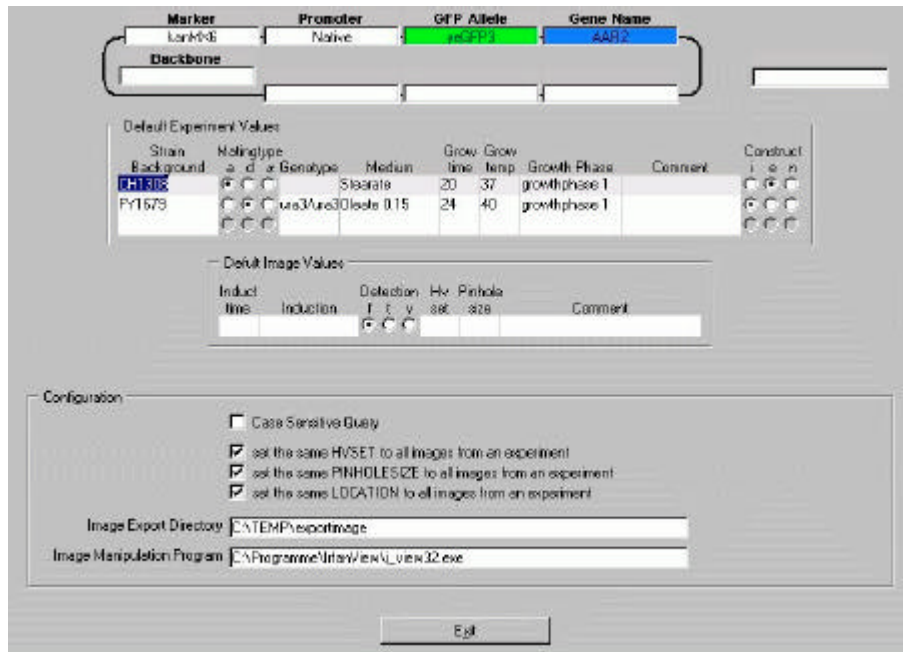 Marker Promoter GFP Allele Gene Name
kanMX6 Native yeGFP3 AAR2
Backbone
Default Experiment Values
Strain Matingtype Grow Grow Construct
Background a d æ Genotype Medium time temp Growth Phase Comment i e n
CH1305 Stearate 20 37 growthphase 1
FY1679 ura3/ura3 Oleate 0.15 24 40 growthphase 1
Defult Image Values
Induct Detection Hv Pinhole
time Induction f t v set size Comment
Configuration
Case Sensitive Query
set the same HVSET to all images from an experiment
set the same PINHOLESIZE to all images from an experiment
set the same LOCATION to all images from an experiment
Image Export Directory C:\TEMP\exportimage
Image Manipulation Program C:\Programme\IrfanView\i_view32.exe
Exit